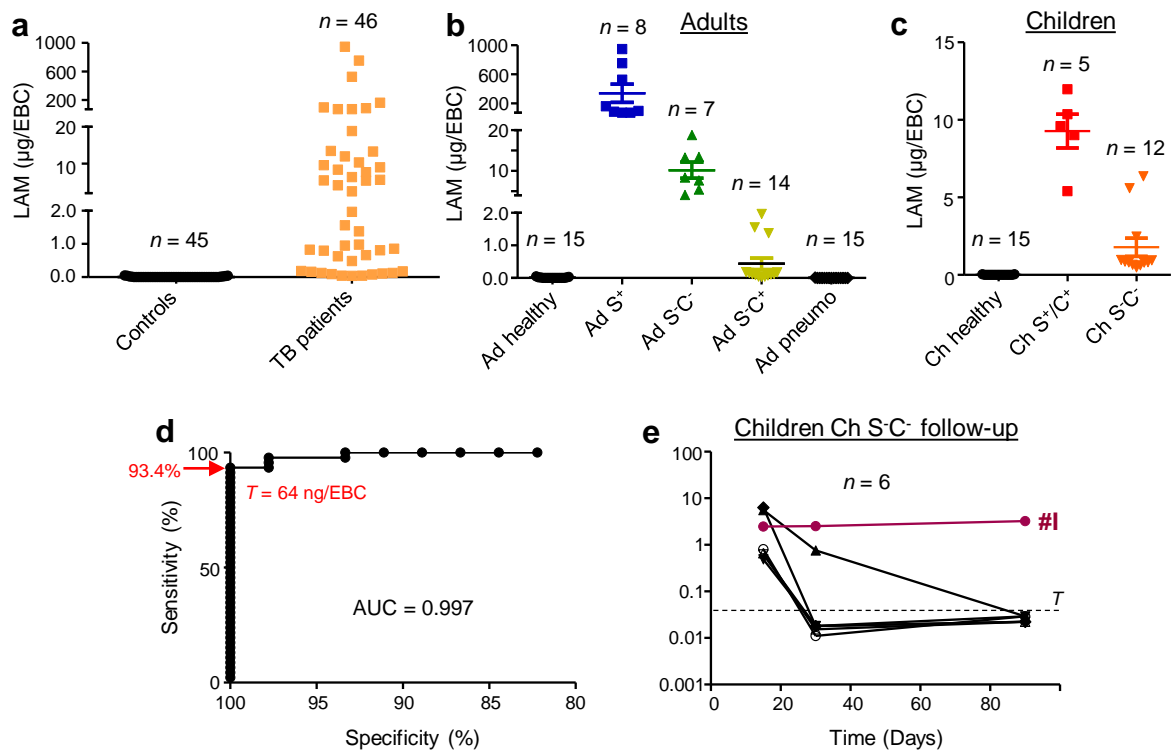 a
n = 46
LAM (µg/EBC)
1000
600
200
20
10
2.0
1.0
0.0
n = 45
Controls
TB patients
b
Adults
n = 8
LAM (µg/EBC)
1000
600
200
20
10
2.0
1.0
0.0
n = 7
n = 14
n = 15
n = 15
Ad healthy
Ad S+
Ad S-C-
Ad S-C+
Ad pneumo
c
Children
LAM (µg/EBC)
15
10
5
0
n = 5
n = 12
n = 15
Ch healthy
Ch S+/C+
Ch S-C-
d
Sensitivity (%)
100
50
0
93.4%
T = 64 ng/EBC
AUC = 0.997
100
95
90
85
80
Specificity (%)
e
Children Ch S-C- follow-up
n = 6
LAM (µg/EBC)
100
10
1
0.1
0.01
0.001
#I
T
0
20
40
60
80
Time (Days)